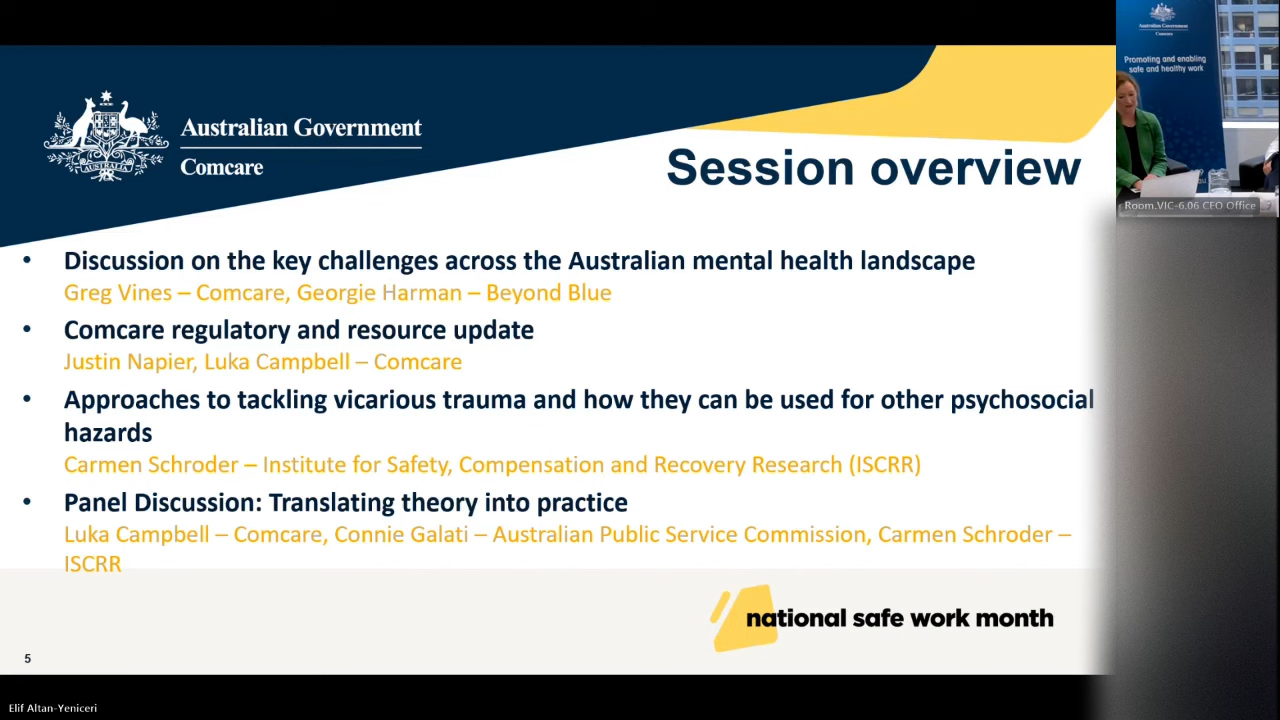 Australian Government
Comcare
Session overview
• Discussion on the key challenges across the Australian mental health landscape
Greg Vines – Comcare, Georgie Harman – Beyond Blue
• Comcare regulatory and resource update
Justin Napier, Luka Campbell – Comcare
• Approaches to tackling vicarious trauma and how they can be used for other psychosocial
hazards
Carmen Schroder – Institute for Safety, Compensation and Recovery Research (ISCRR)
• Panel Discussion: Translating theory into practice
Luka Campbell – Comcare, Connie Galati – Australian Public Service Commission, Carmen Schroder –
ISCRR
national safe work month
5
Elif Altan-Yeniceri
Australian Government
Comcare
Promoting and enabling
safe and healthy work
Room.VIC-6.06 CEO Office